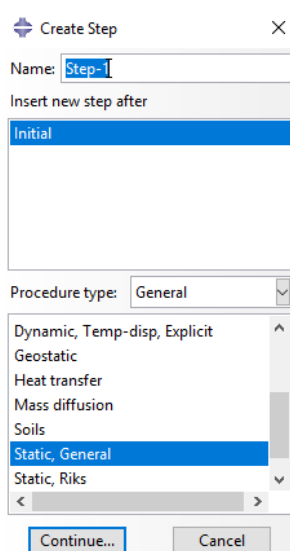 Create Step
Name: Step-1
Insert new step after
Initial
Procedure type: General
Dynamic, Temp-disp, Explicit
Geostatic
Heat transfer
Mass diffusion
Soils
Static, General
Static, Riks
Continue... Cancel